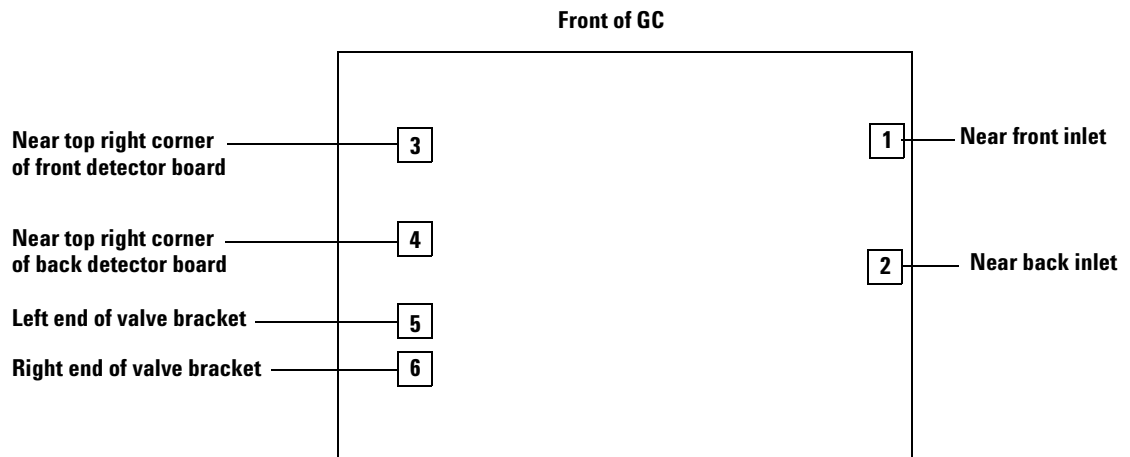 Front of GC
Near top right corner
of front detector board
3
1
Near front inlet
Near top right corner
of back detector board
4
2
Near back inlet
Left end of valve bracket
5
Right end of valve bracket
6